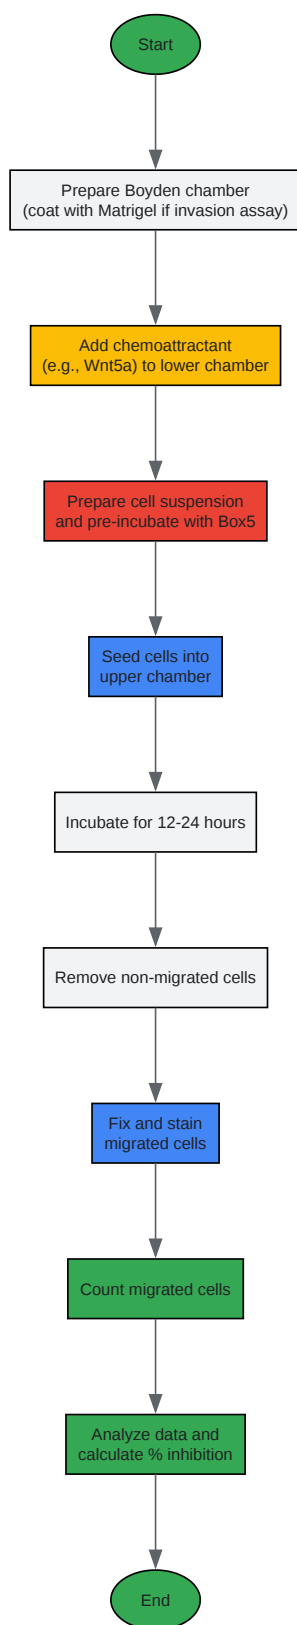 Start
Prepare Boyden chamber
(coat with Matrigel if invasion assay)
Add chemoattractant
(e.g., Wnt5a) to lower chamber
Prepare cell suspension
and pre-incubate with Box5
Seed cells into
upper chamber
Incubate for 12-24 hours
Remove non-migrated cells
Fix and stain
migrated cells
Count migrated cells
Analyze data and
calculate % inhibition
End